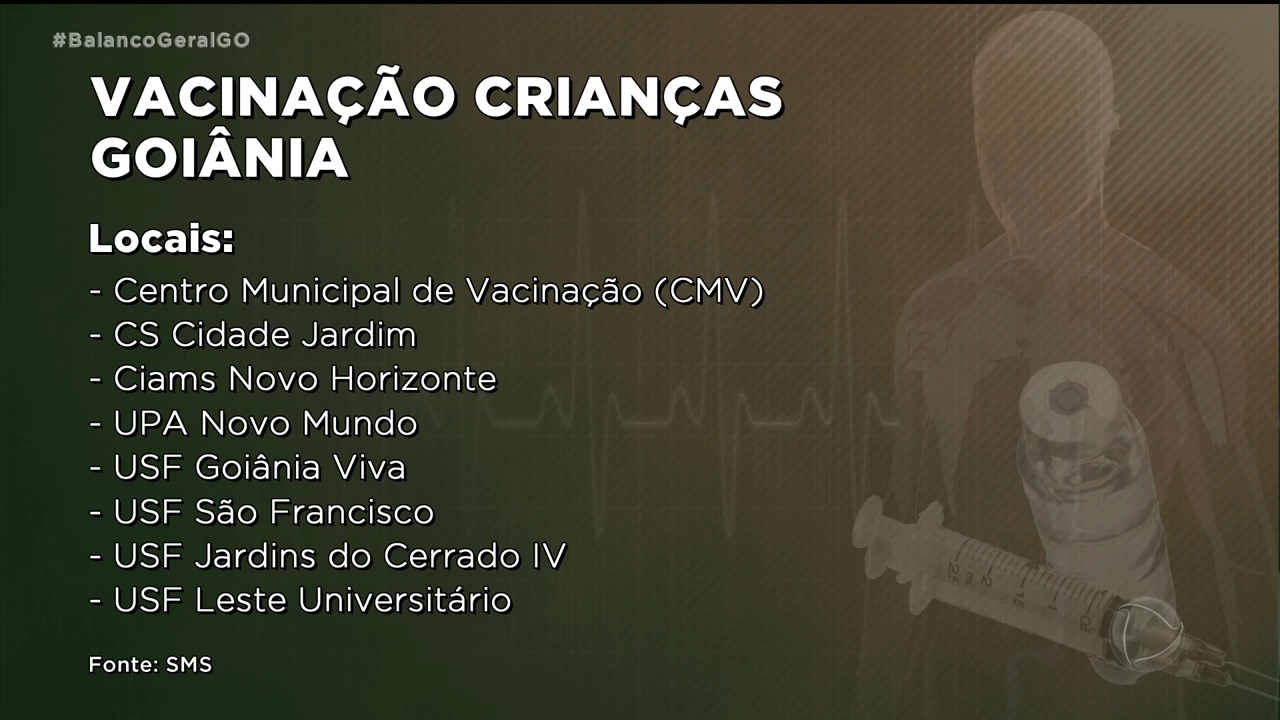 #BalancoGeralGO
VACINAÇÃO CRIANÇAS
GOIÂNIA
Locais:
- Centro Municipal de Vacinação (CMV)
- CS Cidade Jardim
- Ciams Novo Horizonte
- UPA Novo Mundo
- USF Goiânia Viva
- USF São Francisco
- USF Jardins do Cerrado IV
- USF Leste Universitário
Fonte: SMS